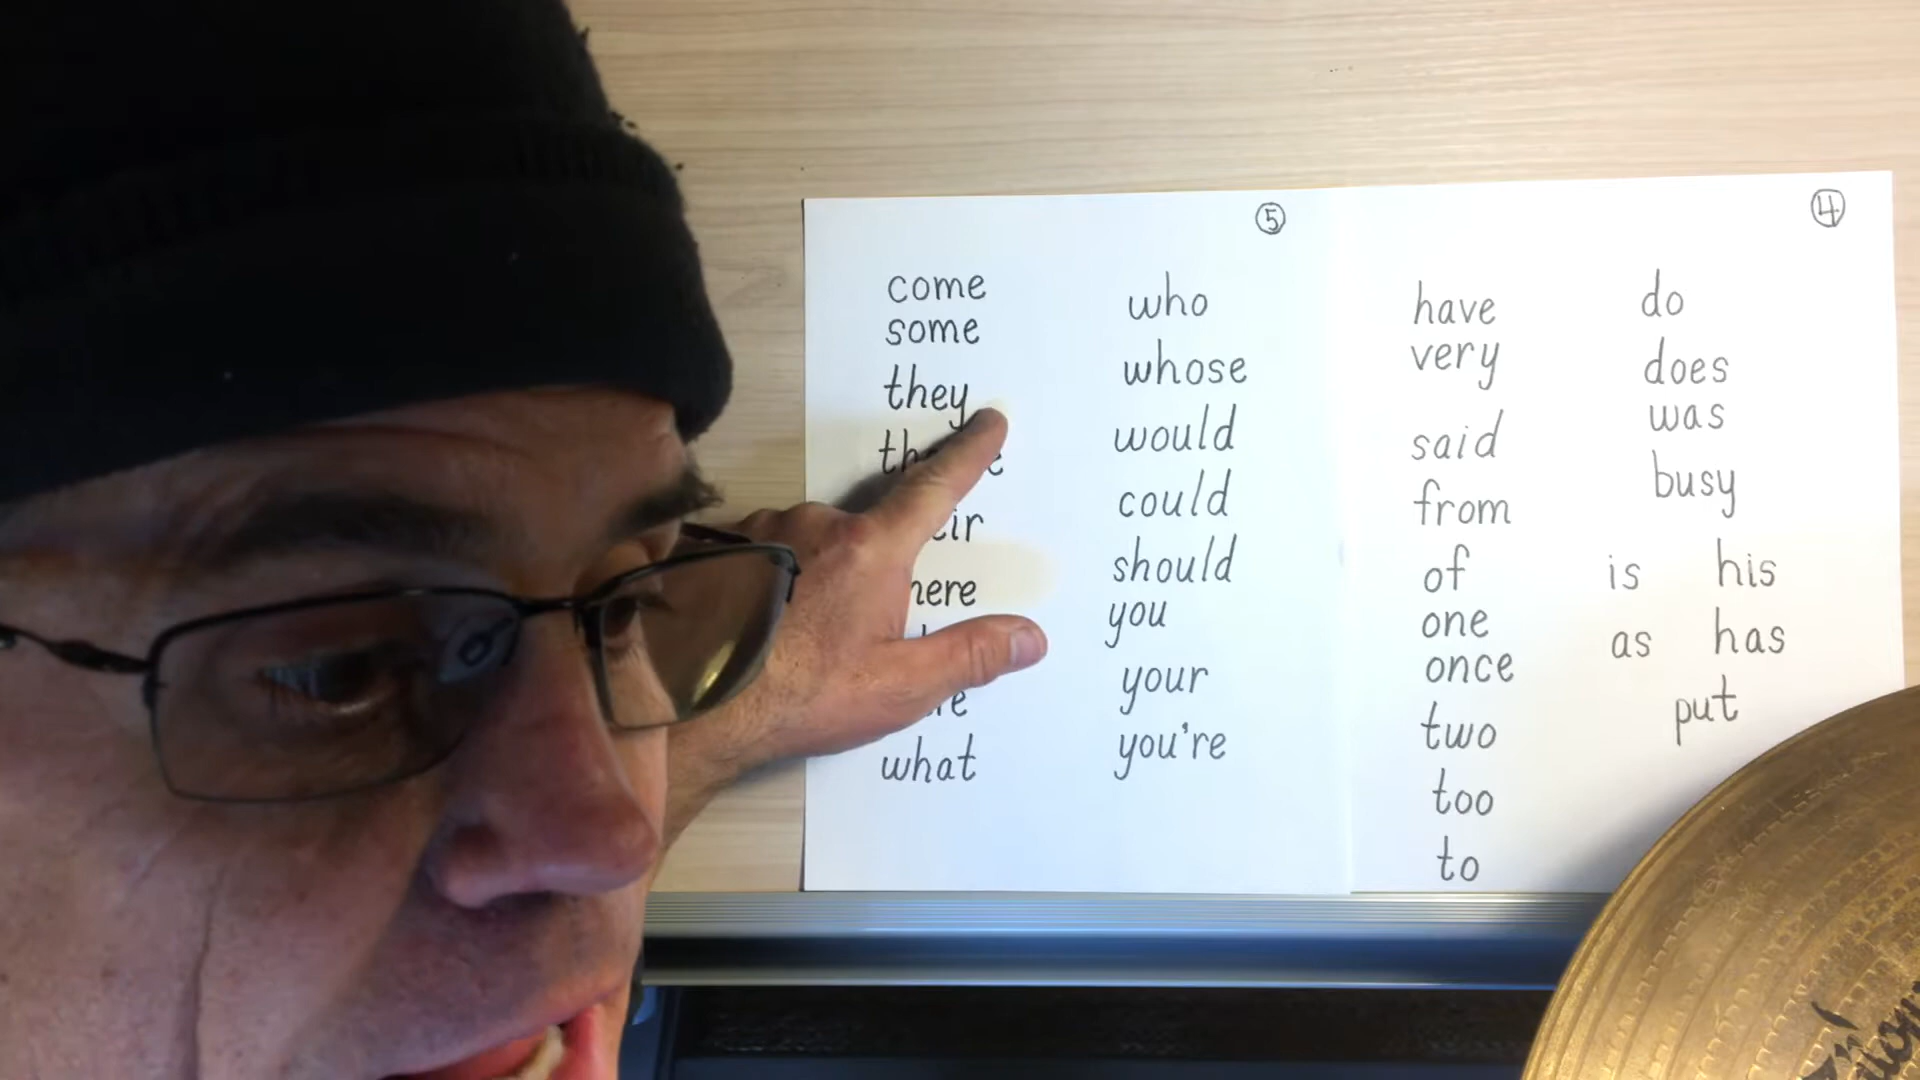 ⑤
come
some
they
what
who
whose
would
could
should
you
your
you're
④
have
very
said
from
of
one
once
two
too
to
do
does
was
busy
is his
as has
put